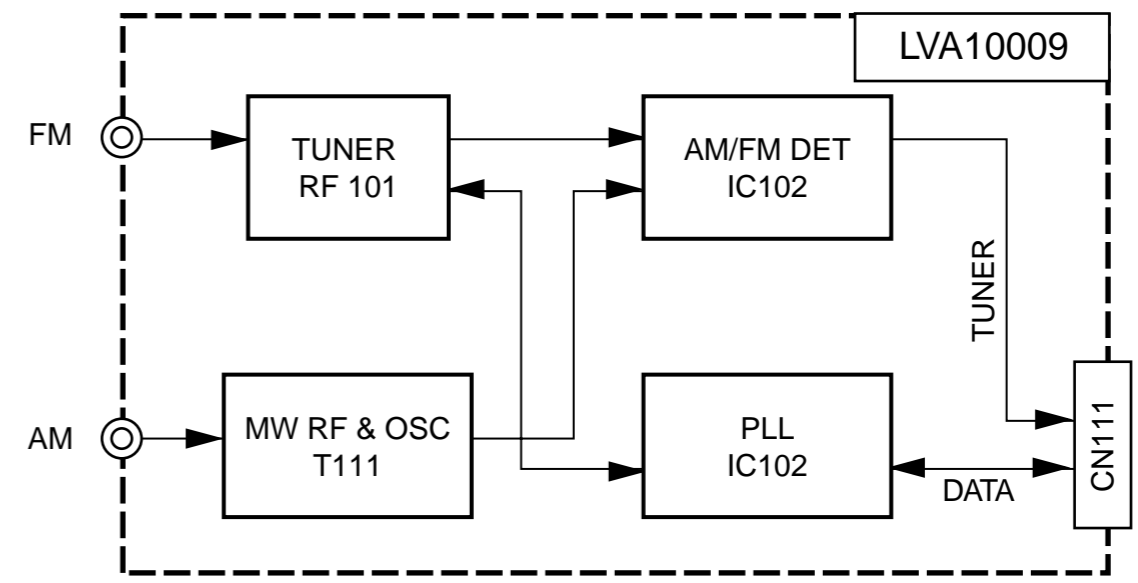 LVA10009
FM
TUNER
RF 101
AM/FM DET
IC102
TUNER
AM
MW RF & OSC
T111
PLL
IC102
DATA
CN111